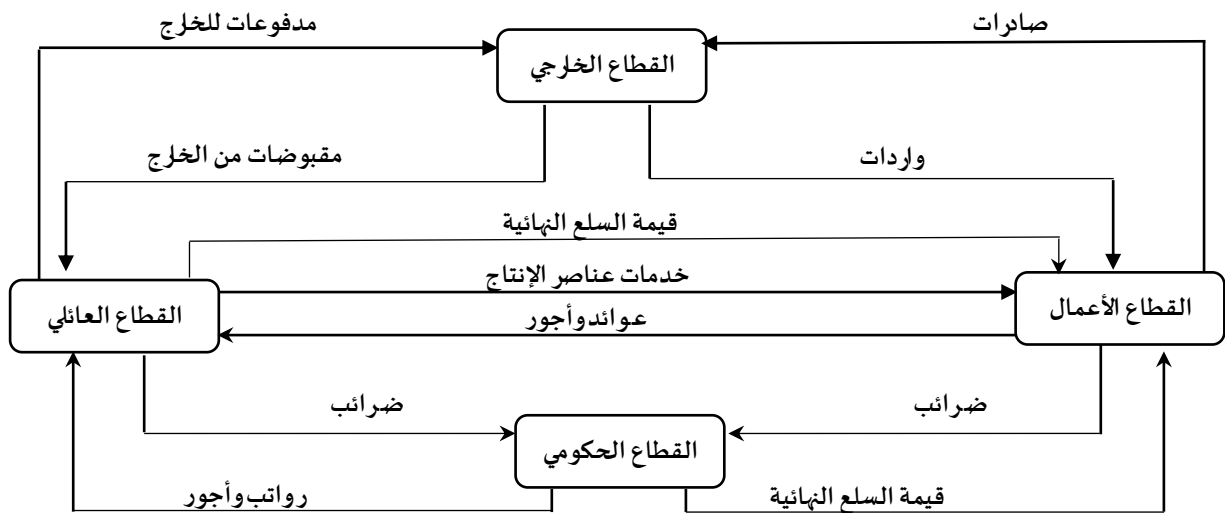 صادرات
مدفوعات للخارج
القطاع الخارجي
واردات
مقبوضات من الخارج
قيمة السلع النهائية
خدمات عناصر الإنتاج
القطاع الأعمال
القطاع العائلي
عوائد وأجور
ضرائب
ضرائب
القطاع الحكومي
قيمة السلع النهائية
رواتب وأجور